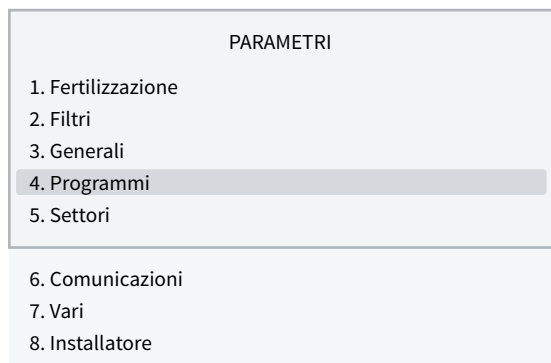 PARAMETRI
1. Fertilizzazione
2. Filtri
3. Generali
4. Programmi
5. Settori
6. Comunicazioni
7. Vari
8. Installatore